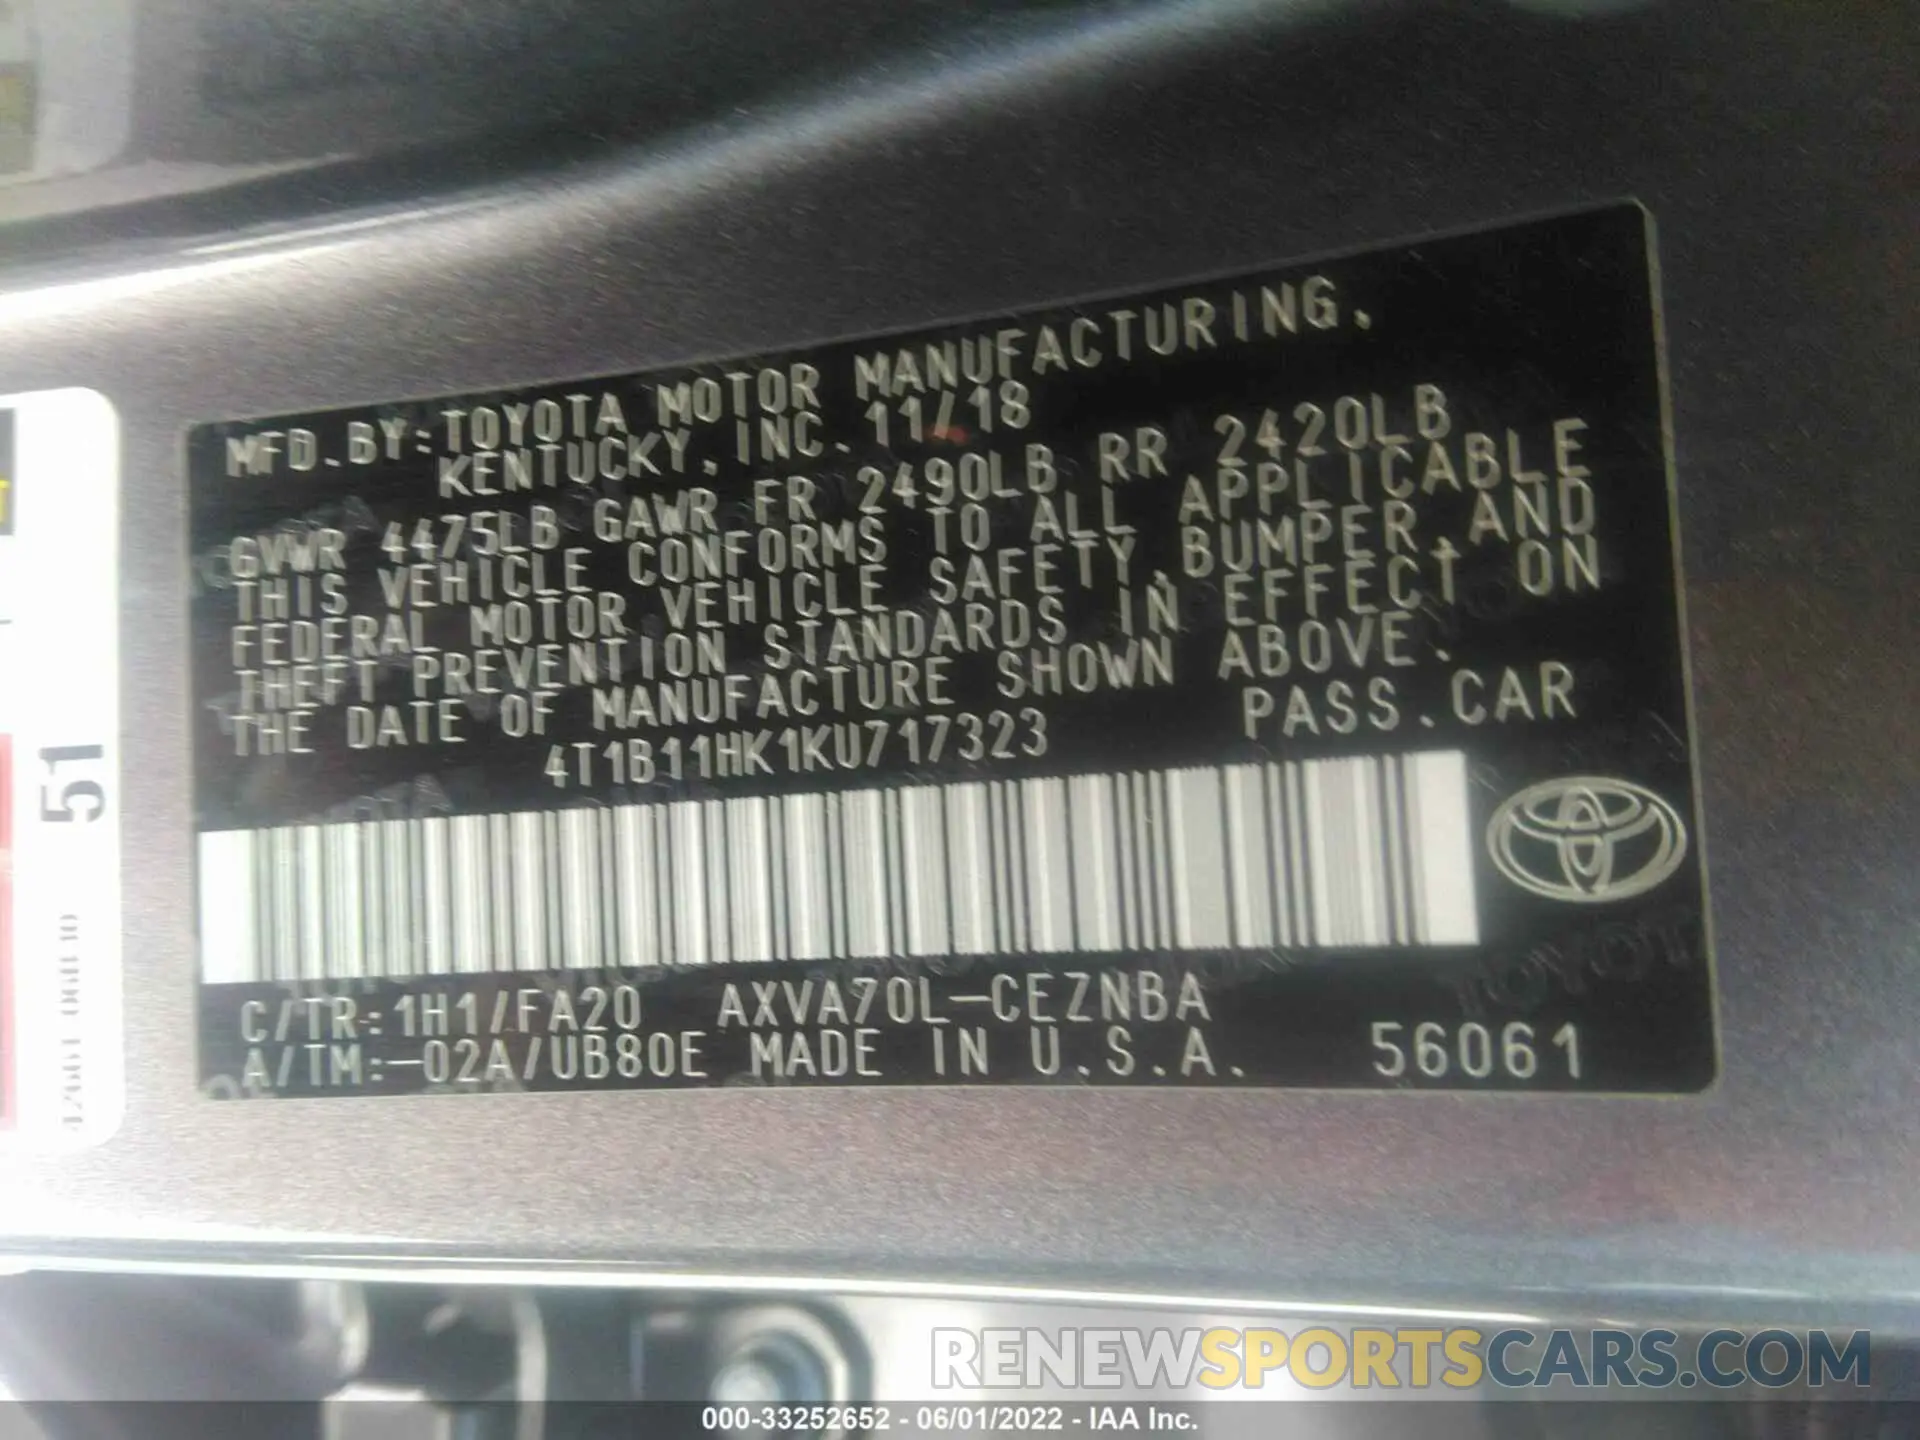 MFD.BY:TOYOTA MOTOR MANUFACTURING.
KENTUCKY, INC. 11/18
GVWR 4475LB GAWR FR 2490LB RR 2420LB
THIS VEHICLE CONFORMS TO ALL APPLICABLE
FEDERAL MOTOR VEHICLE SAFETY,BUMPER,AND
THEFT PREVENTION STANDARDS IN EFFECT ON
THE DATE OF MANUFACTURE SHOWN ABOVE.
4T1B11HK1KU717323 PASS.CAR
C/TR:1H1/FA20 AXVA70L-CEZNBA
A/TM:-02A/UB80E MADE IN U.S.A. 56061
51
RENEWSPORTSCARS.COM
000-33252652 - 06/01/2022 - IAA Inc.